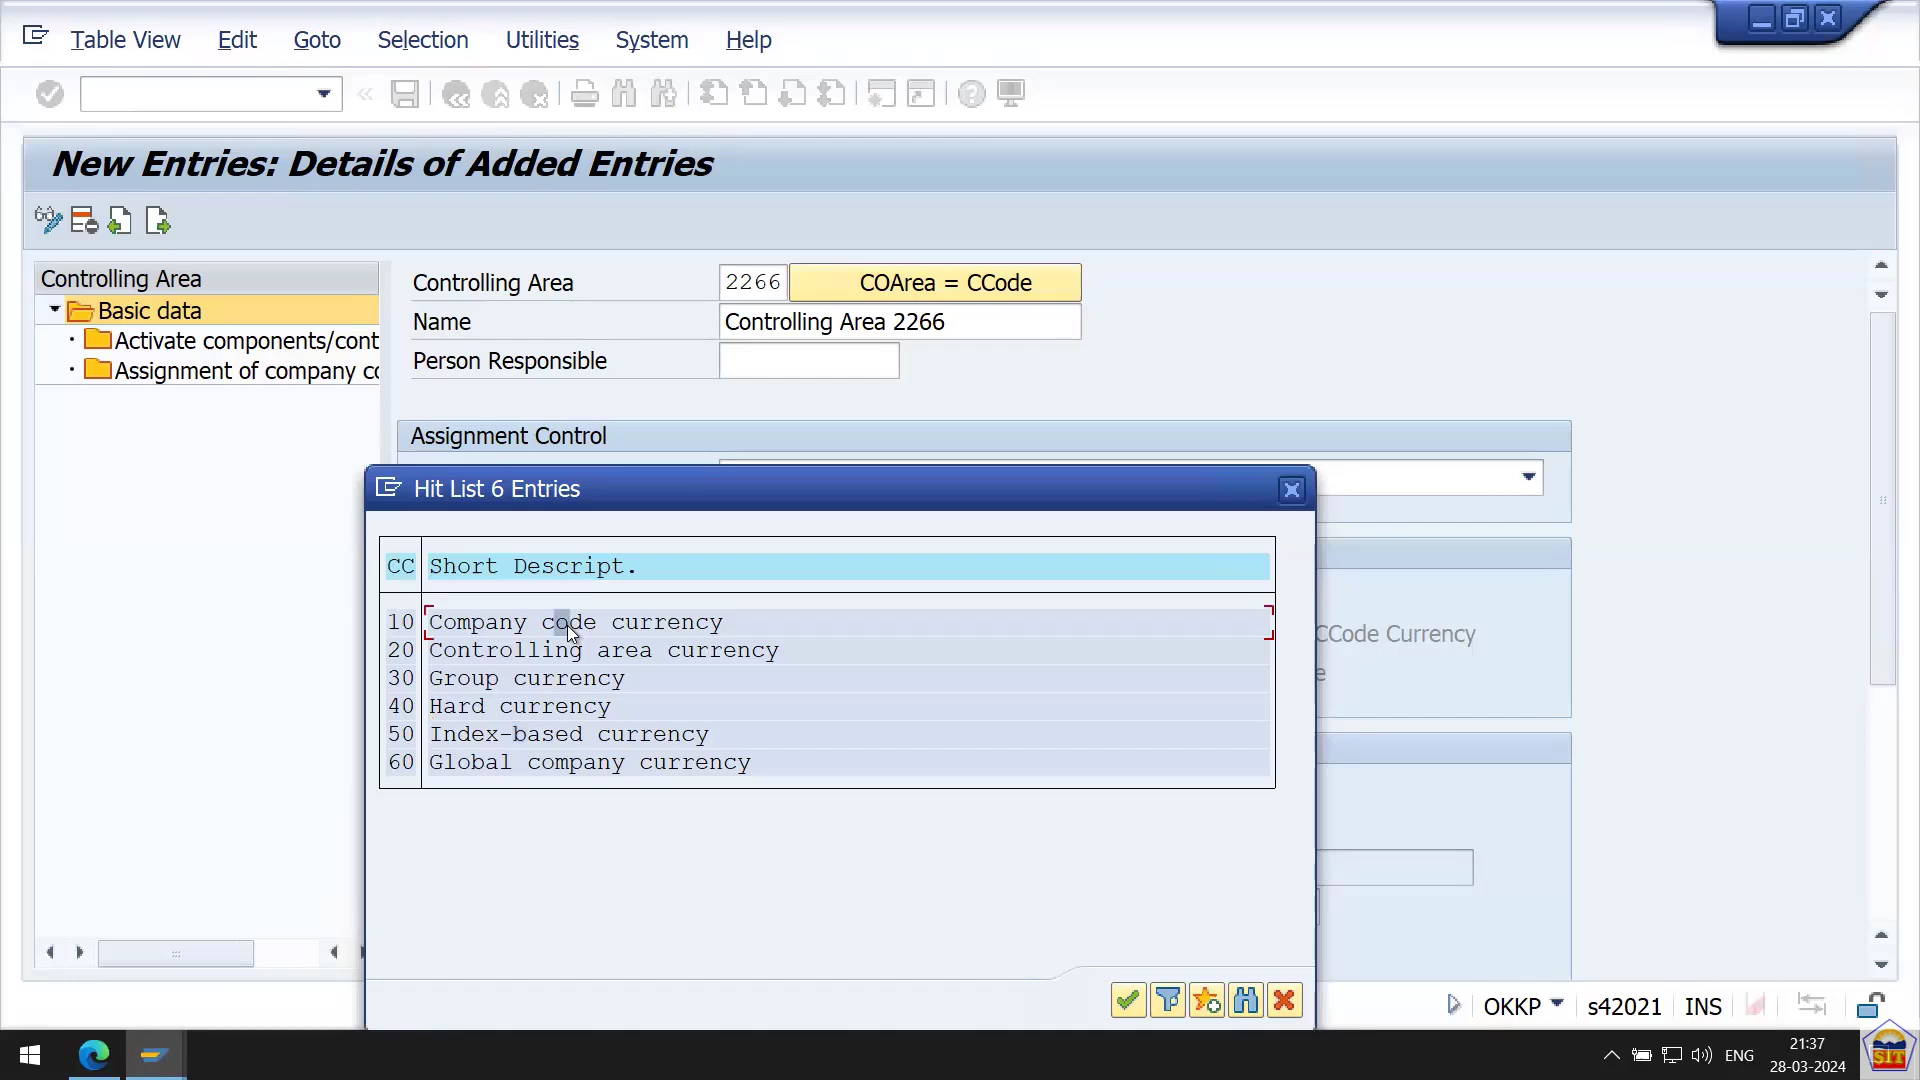 Table View Edit Goto Selection Utilities System Help
New Entries: Details of Added Entries
Controlling Area
Basic data
Activate components/cont
Assignment of company co
Controlling Area 2266 COArea = CCode
Name Controlling Area 2266
Person Responsible
Assignment Control
Hit List 6 Entries
CC Short Descript.
10 Company code currency
20 Controlling area currency
30 Group currency
40 Hard currency
50 Index-based currency
60 Global company currency
CCode Currency
e
OKKP s42021 INS
ENG
21:37
28-03-2024
SIT